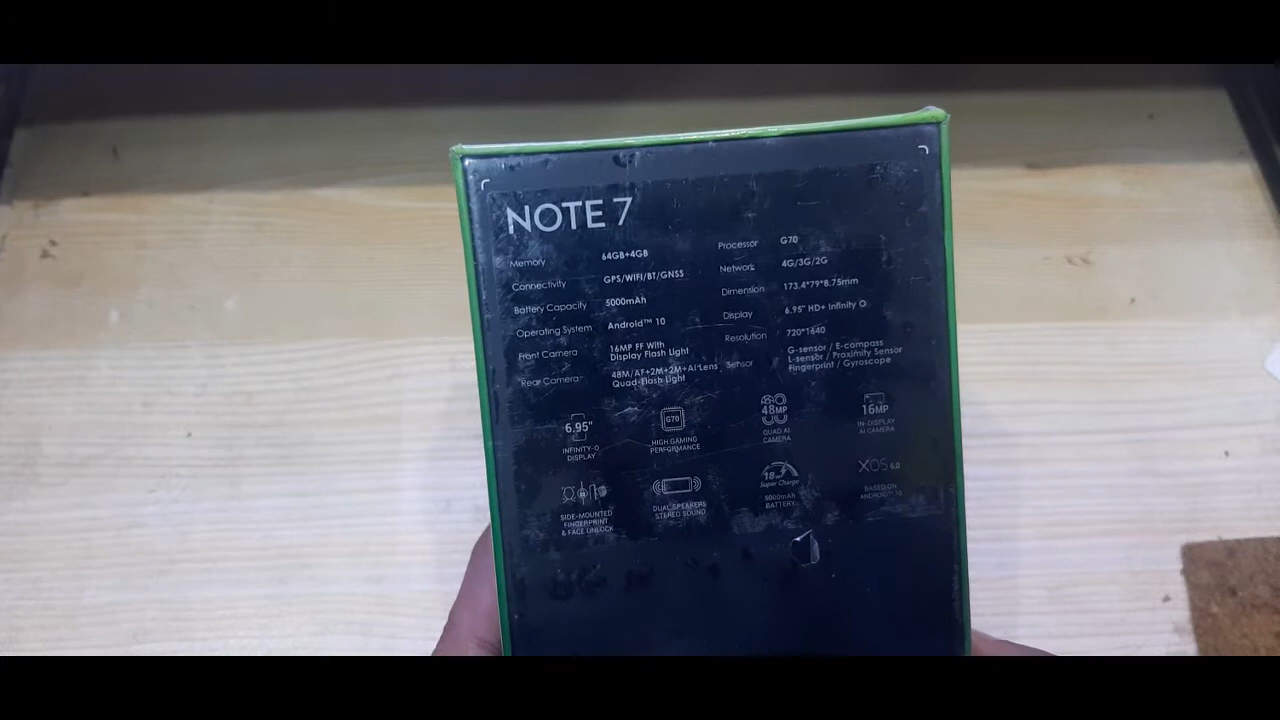 NOTE 7
Memory 64GB+4GB
Connectivity GPS/WIFI/BT/GNSS
Battery Capacity 5000mAh
Operating System Android™ 10
Front Camera 16MP FF With
Display Flash Light
Rear Camera 48M/AF+2M+2M+AI Lens
Quad-Flash Light
Processor G70
Network 4G/3G/2G
Dimension 173.4*79*8.75mm
Display 6.95" HD+ Infinity O
Resolution 720*1640
Sensor G-sensor / E-compass
L-sensor / Proximity Sensor
Fingerprint / Gyroscope
6.95"
INFINITY-O
DISPLAY
G70
HIGH GAMING
PERFORMANCE
48MP
QUAD AI
CAMERA
16MP
IN-DISPLAY
AI CAMERA
SIDE-MOUNTED
FINGERPRINT
& FACE UNLOCK
DUAL SPEAKERS
STEREO SOUND
18W
Super Charge
5000mAh
BATTERY
XOS 6.0
BASED ON
ANDROID™ 10